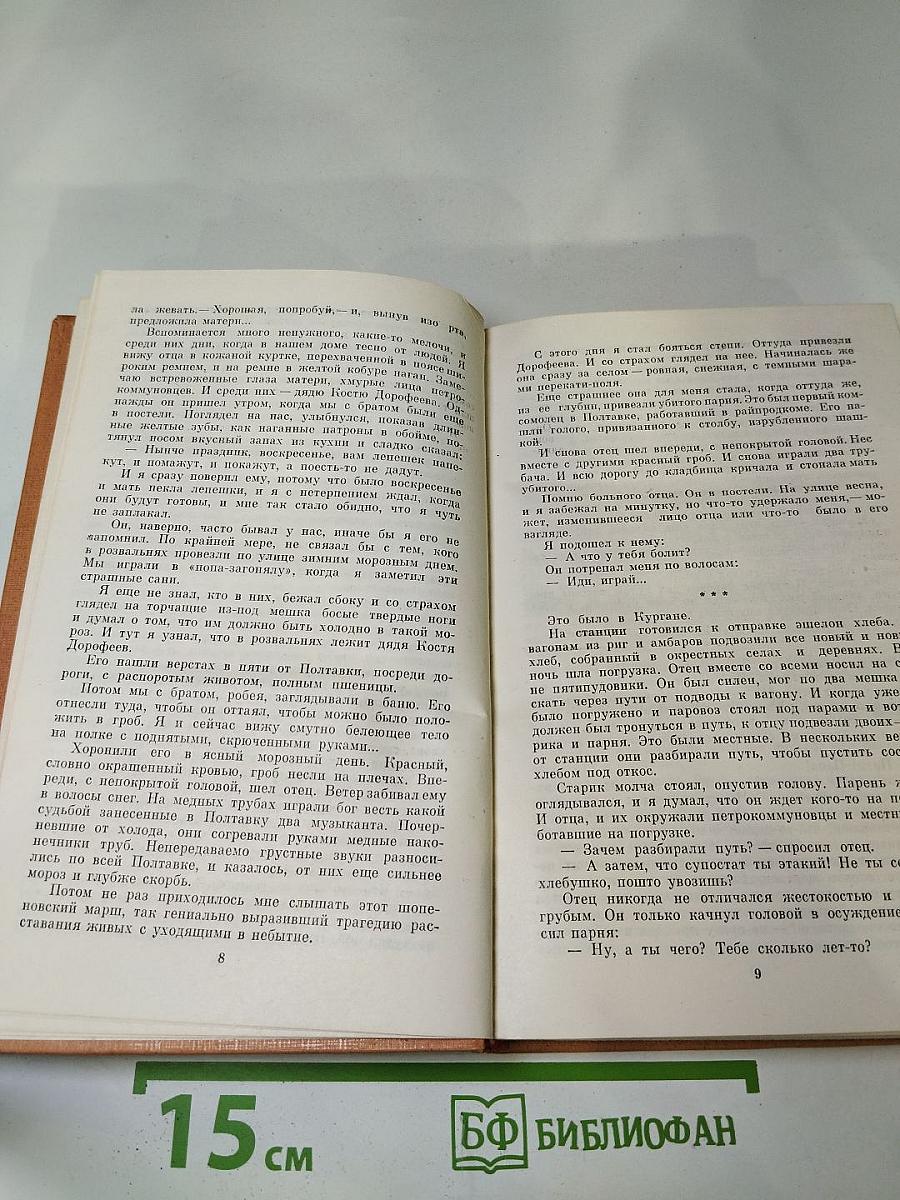 ла жевать.— Хорошая, попробуй,— и, вынув изо рта,
предложила матери...
Вспоминается много ненужного, какие-то мелочи, и
среди них дни, когда в нашем доме тесно от людей. Я
вижу отца в кожаной куртке, перехваченной в поясе ши-
роким ремнем, и на ремне в желтой кобуре наган. Заме-
чаю встревоженные глаза матери, хмурые лица петро-
коммуновцев. И среди них — дядю Костю Дорофеева. Од-
нажды он пришел утром, когда мы с братом были еще
в постели. Поглядел на нас, улыбнулся, показав длин-
ные желтые зубы, как наганные патроны в обойме, по-
тянул носом вкусный запах из кухни и сладко сказал:
— Нынче праздник, воскресенье, вам лепешек напе-
кут, и помажут, и покажут, а поесть-то не дадут.
И я сразу поверил ему, потому что было воскресенье
и мать пекла лепешки, и я с нетерпением ждал, когда
они будут готовы, и мне так стало обидно, что я чуть
не заплакал.
Он, наверно, часто бывал у нас, иначе бы я его не
запомнил. По крайней мере, не связал бы с тем, кого
в розвальнях провезли по улице зимним морозным днем.
Мы играли в «попа-загонялу», когда я заметил эти
страшные сани.
Я еще не знал, кто в них, бежал сбоку и со страхом
глядел на торчащие из-под мешка босые твердые ноги
и думал о том, что им должно быть холодно в такой мо-
роз. И тут я узнал, что в розвальнях лежит дядя Костя
Дорофеев.
Его нашли верстах в пяти от Полтавки, посреди до-
роги, с распоротым животом, полным пшеницы.
Потом мы с братом, робея, заглядывали в баню. Его
отнесли туда, чтобы он оттаял, чтобы можно было поло-
жить в гроб. Я и сейчас вижу смутно белеющее тело
на полке с поднятыми, скрюченными руками...
Хоронили его в ясный морозный день. Красный,
словно окрашенный кровью, гроб несли на плечах. Впе-
реди, с непокрытой головой, шел отец. Ветер забивал ему
в волосы снег. На медных трубах играли бог весть какой
судьбой занесенные в Полтавку два музыканта. Почер-
невшие от холода, они согревали руками медные нако-
нечники труб. Непередаваемо грустные звуки разноси-
лись по всей Полтавке, и казалось, от них еще сильнее
мороз и глубже скорбь.
Потом не раз приходилось мне слышать этот шопе-
новский марш, так гениально выразивший трагедию рас-
ставания живых с уходящими в небытие.
8
С этого дня я стал бояться степи. Оттуда привезли
Дорофеева. И со страхом глядел на нее. Начиналась же
она сразу за селом — ровная, снежная, с темными шара-
ми перекати-поля.
Еще страшнее она для меня стала, когда оттуда же,
из ее глубин, привезли убитого парня. Это был первый ком-
сомолец в Полтавке, работавший в райпродкоме. Его на-
шли голого, привязанного к столбу, изрубленного шаш-
кой.
И снова отец шел впереди, с непокрытой головой. Нес
вместе с другими красный гроб. И снова играли два тру-
бача. И всю дорогу до кладбища кричала и стонала мать
убитого...
Помню больного отца. Он в постели. На улице весна,
и я забежал на минутку, но что-то удержало меня,— мо-
жет, изменившееся лицо отца или что-то было в его
взгляде.
Я подошел к нему:
— А что у тебя болит?
Он потрепал меня по волосам:
— Иди, играй...
* * *
Это было в Кургане.
На станции готовился к отправке эшелон хлеба.
вагонам из риг и амбаров подвозили все новый и нов
хлеб, собранный в окрестных селах и деревнях. В
ночь шла погрузка. Отец вместе со всеми носил на с
не пятипудовики. Он был силен, мог по два мешка
скать через пути от подводы к вагону. И когда уже
было погружено и паровоз стоял под парами и вот
должен был тронуться в путь, к отцу подвезли двоих—
рика и парня. Это были местные. В нескольких ве
от станции они разбирали путь, чтобы пустить сос
хлебом под откос.
Старик молча стоял, опустив голову. Парень ж
оглядывался, и я думал, что он ждет кого-то на по
И отца, и их окружали петрокоммуновцы и местн
ботавшие на погрузке.
— Зачем разбирали путь? — спросил отец.
— А затем, что супостат ты этакий! Не ты се
хлебушко, пошто увозишь?
Отец никогда не отличался жестокостью и
грубым. Он только качнул головой в осуждение
сил парня:
— Ну, а ты чего? Тебе сколько лет-то?
9
15 см
БФ БИБЛИОФАН